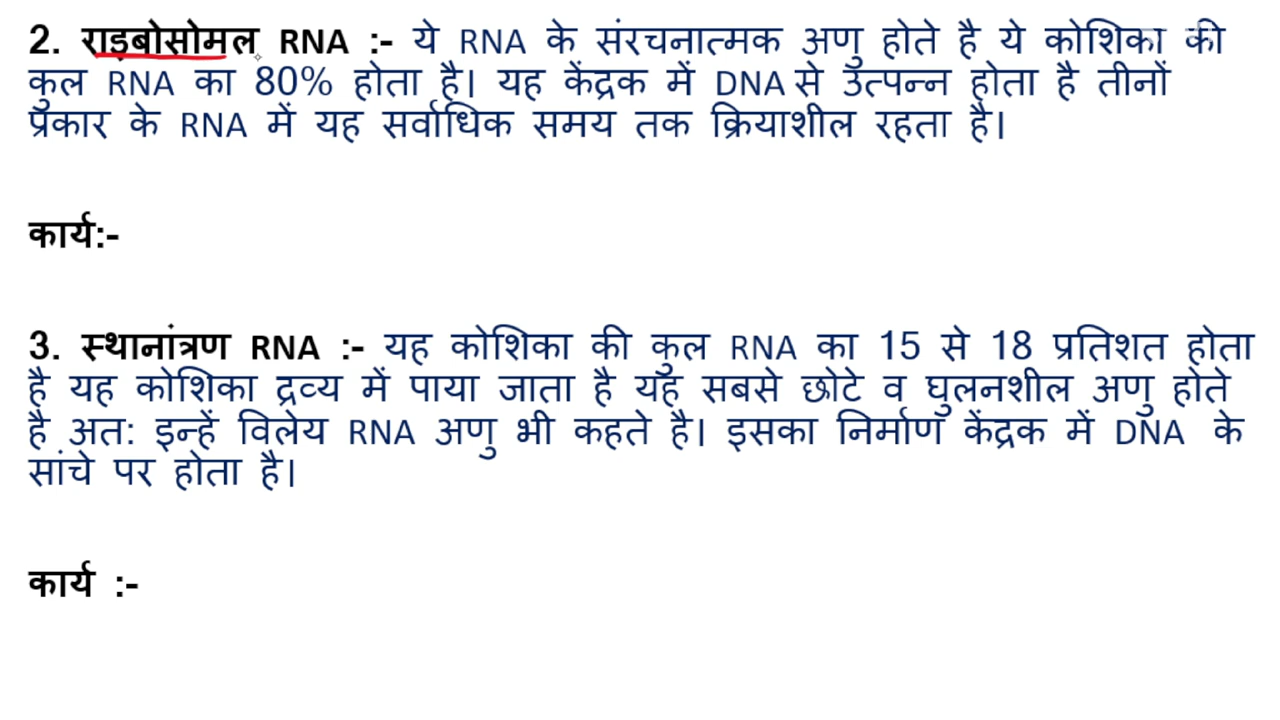 2. राइबोसोमल RNA :- ये RNA के संरचनात्मक अणु होते है ये कोशिका की
कुल RNA का 80% होता है। यह केंद्रक में DNA से उत्पन्न होता है तीनों
प्रकार के RNA में यह सर्वाधिक समय तक क्रियाशील रहता है।
कार्य:-
3. स्थानांत्रण RNA :- यह कोशिका की कुल RNA का 15 से 18 प्रतिशत होता
है यह कोशिका द्रव्य में पाया जाता है यह सबसे छोटे व घुलनशील अणु होते
है अत: इन्हें विलेय RNA अणु भी कहते है। इसका निर्माण केंद्रक में DNA के
सांचे पर होता है।
कार्य :-